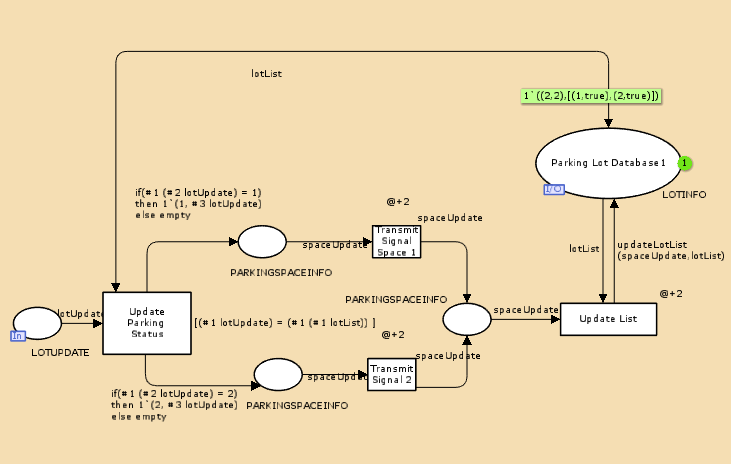 lotList
1`((2,2),[(1,true),(2,true)])
Parking Lot Database1
1
I/O
LOTINFO
if(#1 (#2 lotUpdate) = 1)
then 1`(1, #3 lotUpdate)
else empty
@+2
spaceUpdate
Transmit
Signal
Space 1
spaceUpdate
PARKINGSPACEINFO
lotList
updateLotList
(spaceUpdate, lotList)
PARKINGSPACEINFO
@+2
lotUpdate
Update
Parking
Status
[(#1 lotUpdate) = (#1 (#1 lotList)) ]
spaceUpdate
Update List
In
LOTUPDATE
@+2
spaceUpdate
Transmit
Signal 2
spaceUpdate
if(#1 (#2 lotUpdate) = 2)
then 1`(2, #3 lotUpdate)
else empty
PARKINGSPACEINFO